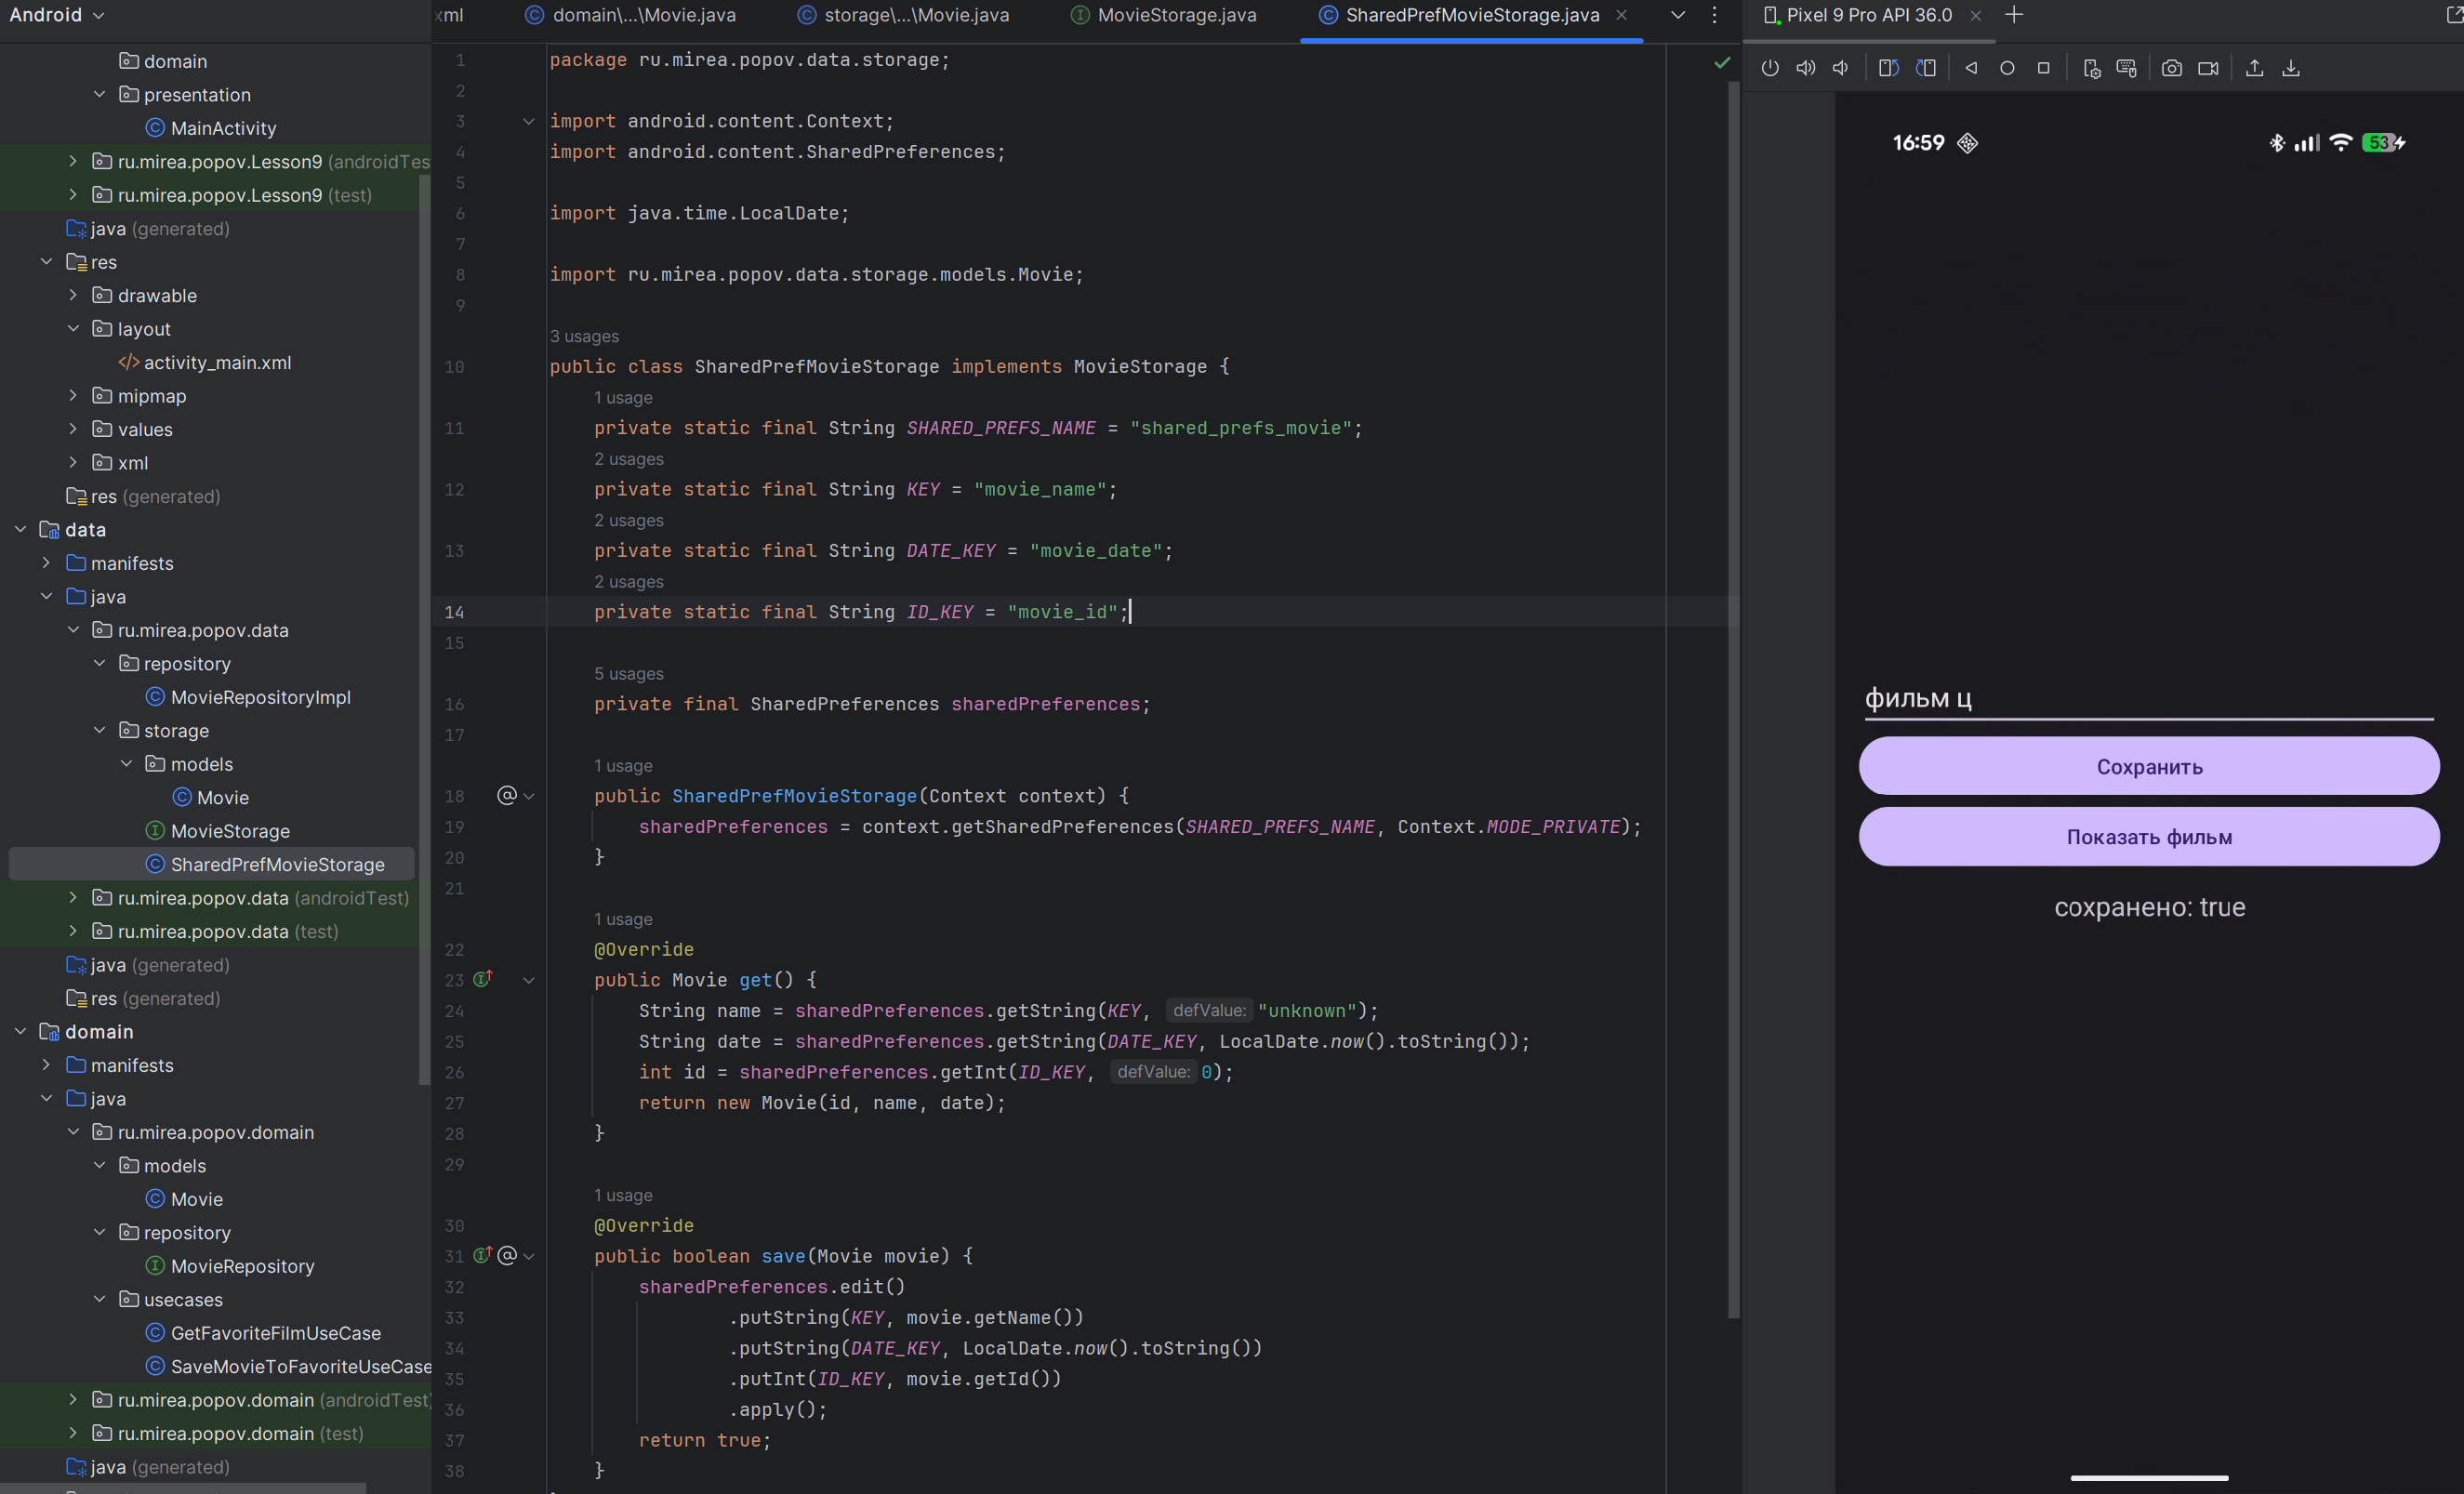 Android
domain
presentation
MainActivity
ru.mirea.popov.Lesson9 (androidTes
ru.mirea.popov.Lesson9 (test)
java (generated)
res
drawable
layout
activity_main.xml
mipmap
values
xml
res (generated)
data
manifests
java
ru.mirea.popov.data
repository
MovieRepositoryImpl
storage
models
Movie
MovieStorage
SharedPrefMovieStorage
ru.mirea.popov.data (androidTest)
ru.mirea.popov.data (test)
java (generated)
res (generated)
domain
manifests
java
ru.mirea.popov.domain
models
Movie
repository
MovieRepository
usecases
GetFavoriteFilmUseCase
SaveMovieToFavoriteUseCase
ru.mirea.popov.domain (androidTest)
ru.mirea.popov.domain (test)
java (generated)
xml domain\...\Movie.java storage\...\Movie.java MovieStorage.java SharedPrefMovieStorage.java
1 package ru.mirea.popov.data.storage;
2
3 import android.content.Context;
4 import android.content.SharedPreferences;
5
6 import java.time.LocalDate;
7
8 import ru.mirea.popov.data.storage.models.Movie;
9
3 usages
10 public class SharedPrefMovieStorage implements MovieStorage {
1 usage
11 private static final String SHARED_PREFS_NAME = "shared_prefs_movie";
2 usages
12 private static final String KEY = "movie_name";
2 usages
13 private static final String DATE_KEY = "movie_date";
2 usages
14 private static final String ID_KEY = "movie_id";
15
5 usages
16 private final SharedPreferences sharedPreferences;
17
1 usage
18 public SharedPrefMovieStorage(Context context) {
19 sharedPreferences = context.getSharedPreferences(SHARED_PREFS_NAME, Context.MODE_PRIVATE);
20 }
21
1 usage
22 @Override
23 public Movie get() {
24 String name = sharedPreferences.getString(KEY, defValue: "unknown");
25 String date = sharedPreferences.getString(DATE_KEY, LocalDate.now().toString());
26 int id = sharedPreferences.getInt(ID_KEY, defValue: 0);
27 return new Movie(id, name, date);
28 }
29
1 usage
30 @Override
31 public boolean save(Movie movie) {
32 sharedPreferences.edit()
33 .putString(KEY, movie.getName())
34 .putString(DATE_KEY, LocalDate.now().toString())
35 .putInt(ID_KEY, movie.getId())
36 .apply();
37 return true;
38 }
Pixel 9 Pro API 36.0
16:59 53
фильм ц
Сохранить
Показать фильм
сохранено: true